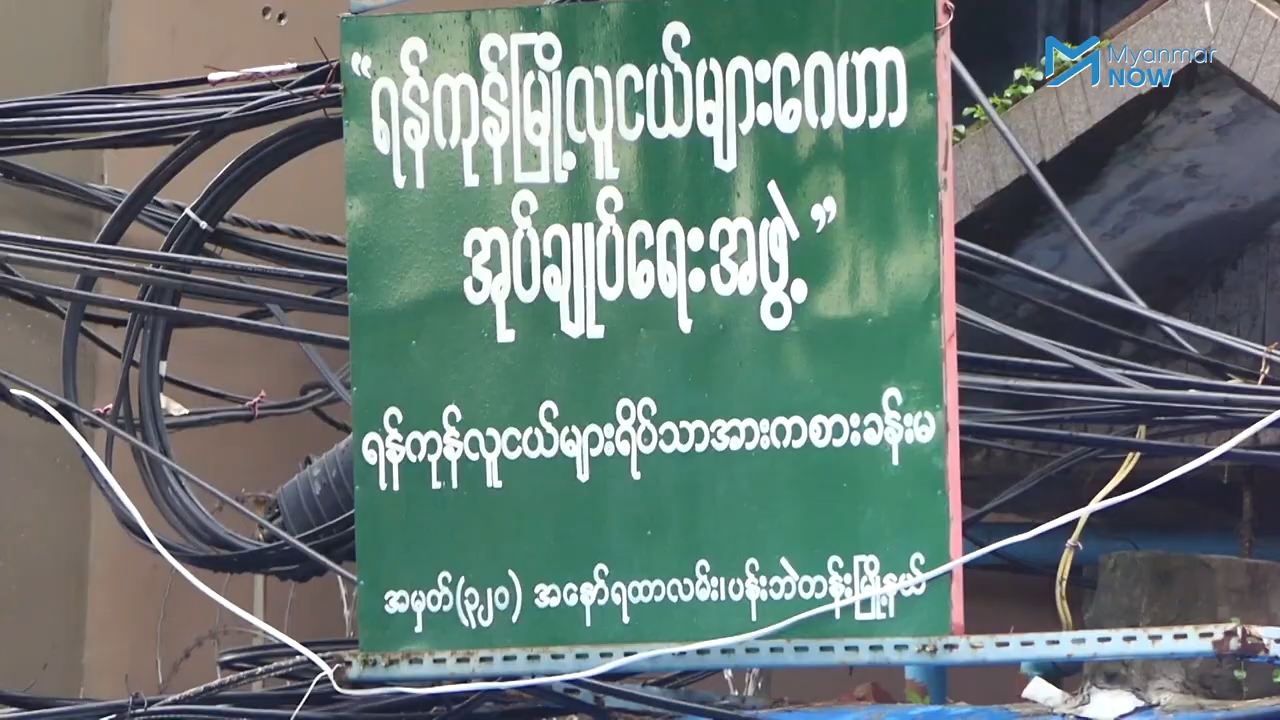 Myanmar
NOW
“ရန်ကုန်မြို့လူငယ်များဂေဟာ
အုပ်ချုပ်ရေးအဖွဲ့”
ရန်ကုန်လူငယ်များရိပ်သာအားကစားခန်းမ
အမှတ်(၃၂၀) အနော်ရထာလမ်း၊ပန်းဘဲတန်းမြို့နယ်